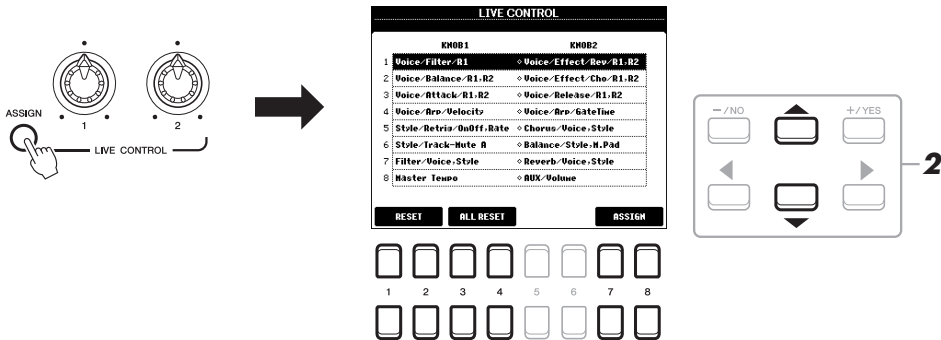 ASSIGN
1
2
LIVE CONTROL
LIVE CONTROL
KNOB1 KNOB2
1 Voice/Filter/R1 ◇Voice/Effect/Rev/R1,R2
2 Voice/Balance/R1,R2 ◇Voice/Effect/Cho/R1,R2
3 Voice/Attack/R1,R2 ◇Voice/Release/R1,R2
4 Voice/Arp/Velocity ◇Voice/Arp/GateTime
5 Style/Retrig/OnOff,Rate ◇Chorus/Voice,Style
6 Style/Track-Mute A ◇Balance/Style,M.Pad
7 Filter/Voice,Style ◇Reverb/Voice,Style
8 Master Tempo ◇AUX/Volume
RESET ALL RESET ASSIGN
1 2 3 4 5 6 7 8
−/NO +/YES
2